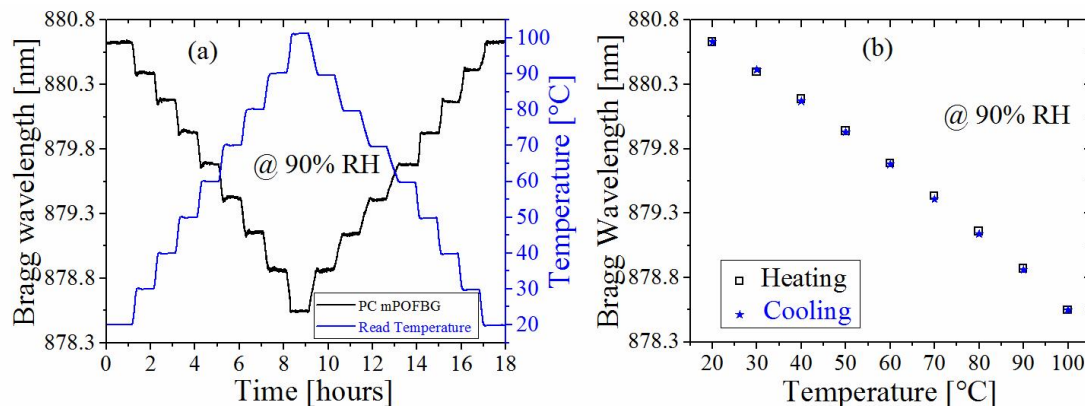 (a)
Bragg wavelength [nm]
880.8
880.3
879.8
879.3
878.8
878.3
@ 90% RH
PC mPOFBG
Read Temperature
100
90
80
70
60
50
40
30
20
Temperature [°C]
0 2 4 6 8 10 12 14 16 18
Time [hours]
(b)
Bragg Wavelength [nm]
880.8
880.3
879.8
879.3
878.8
878.3
@ 90% RH
Heating
Cooling
20 30 40 50 60 70 80 90 100
Temperature [°C]